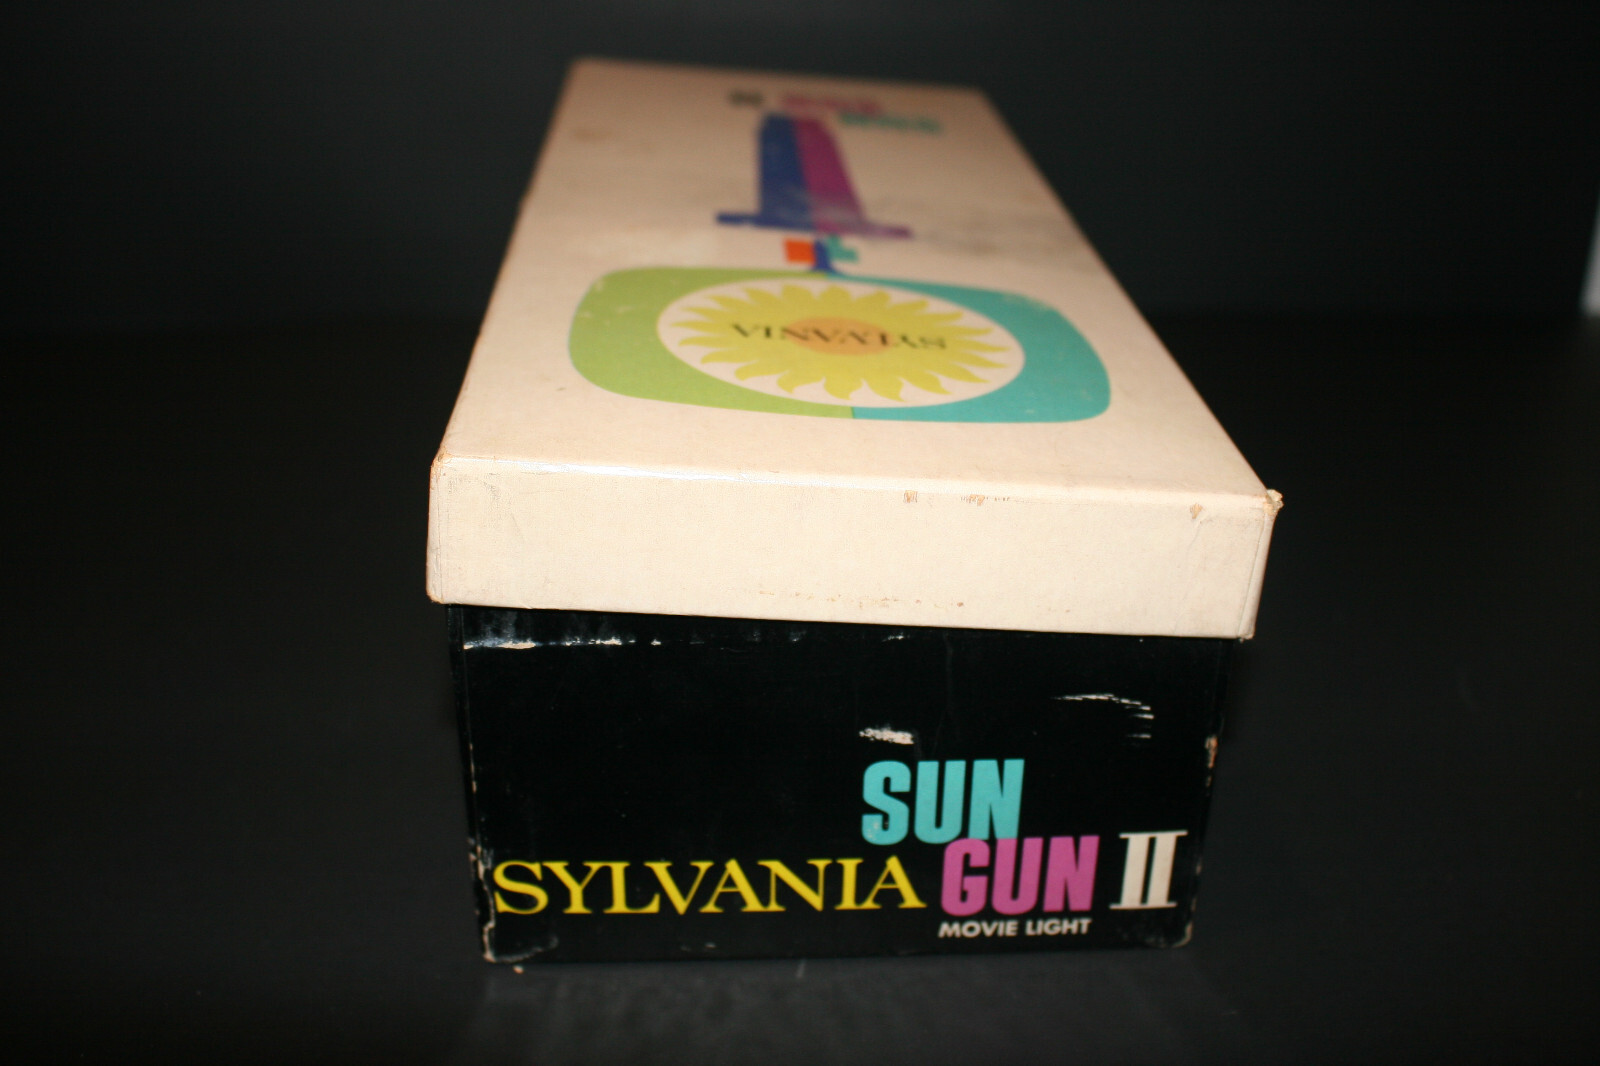 SYLVANIA
SUN
SYLVANIA GUN II
MOVIE LIGHT